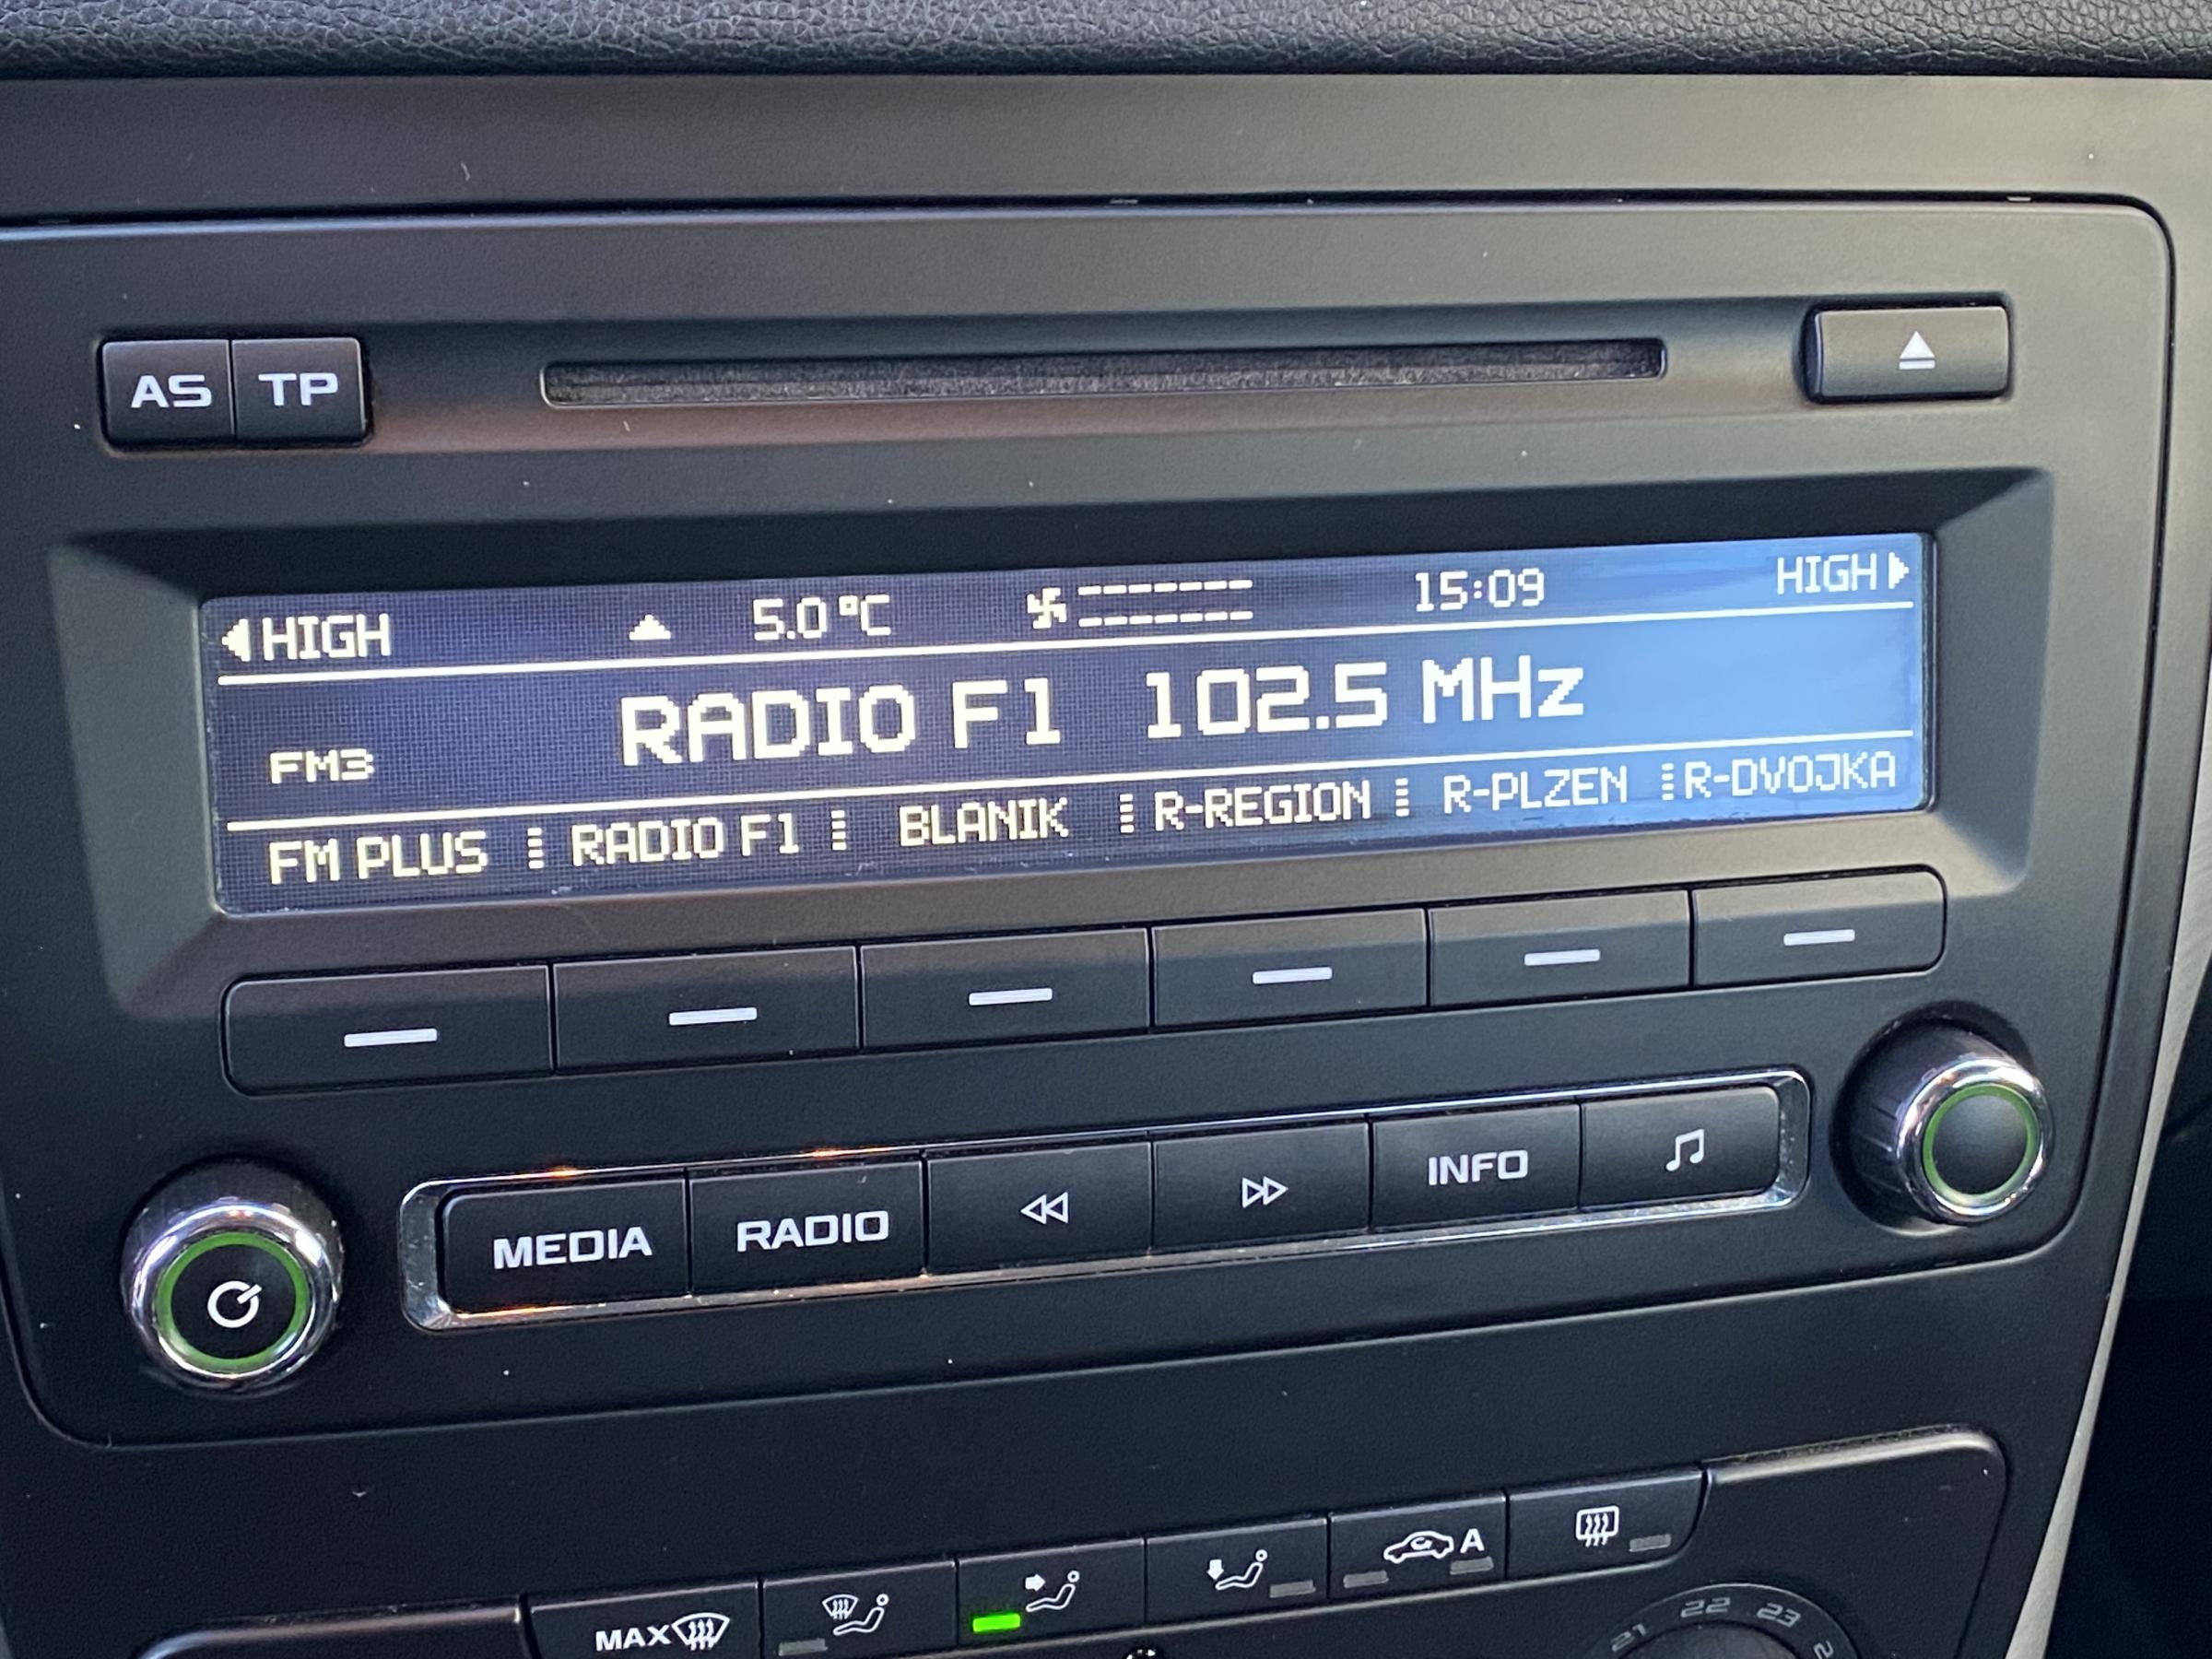 AS TP
HIGH 5.0 °C 15:09 HIGH
FM3 RADIO F1 102.5 MHz
FM PLUS RADIO F1 BLANIK R-REGION R-PLZEN R-DVOJKA
MEDIA RADIO INFO
MAX A
21 22 23